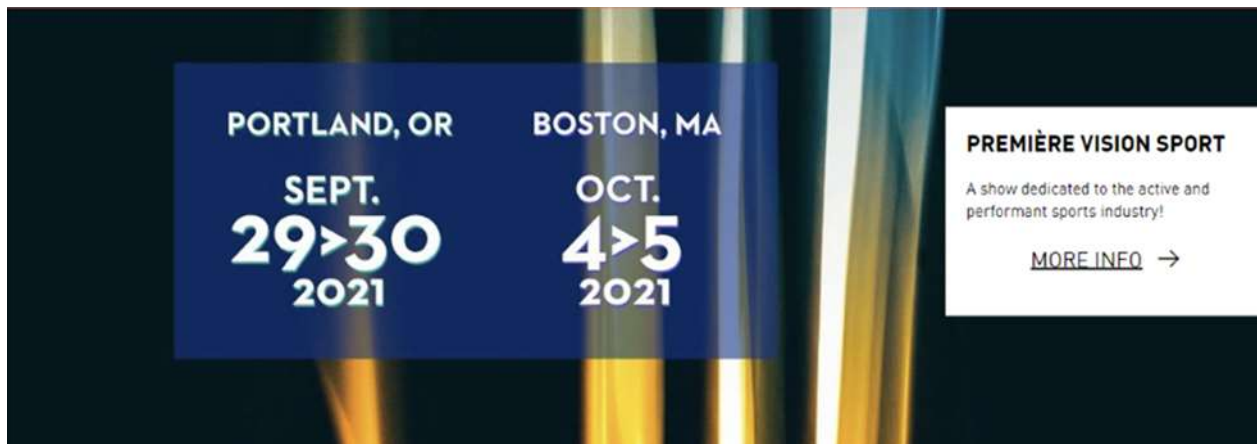 PORTLAND, OR
SEPT.
29>30
2021
BOSTON, MA
OCT.
4>5
2021
PREMIÈRE VISION SPORT
A show dedicated to the active and
performant sports industry!
MORE INFO →